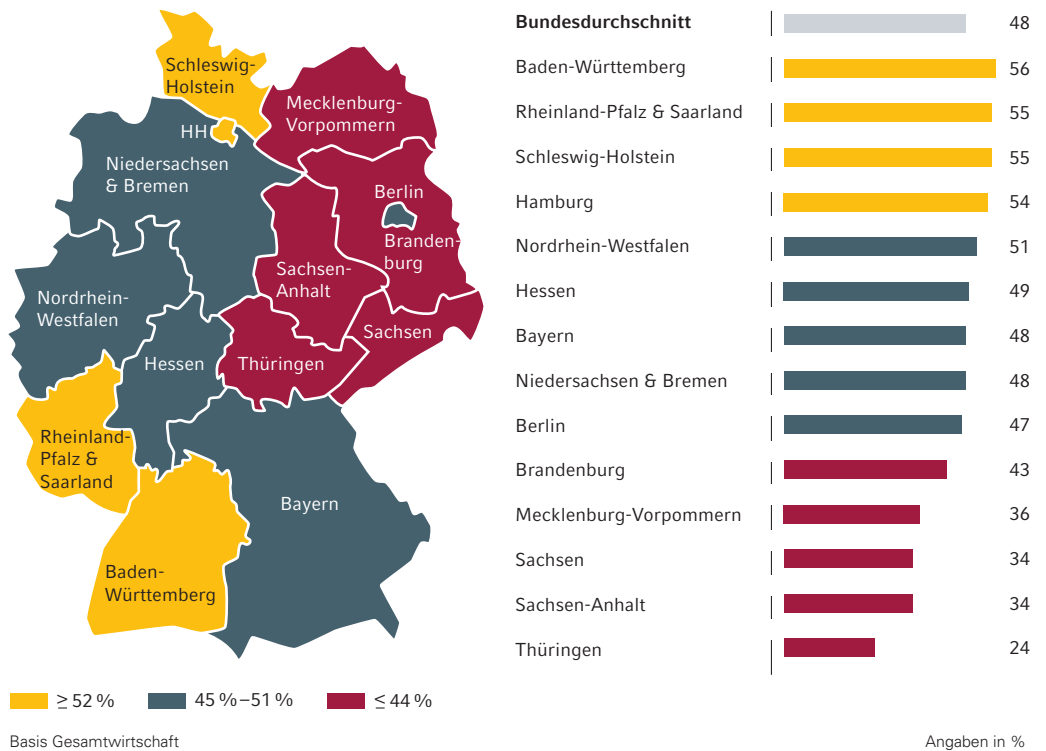 Schleswig-
Holstein
Mecklenburg-
Vorpommern
HH
Niedersachsen
& Bremen
Berlin
Branden-
burg
Sachsen-
Anhalt
Nordrhein-
Westfalen
Sachsen
Hessen
Thüringen
Rheinland-
Pfalz &
Saarland
Bayern
Baden-
Württemberg
≥ 52 % 45 %–51 % ≤ 44 %
Basis Gesamtwirtschaft
Bundesdurchschnitt 48
Baden-Württemberg 56
Rheinland-Pfalz & Saarland 55
Schleswig-Holstein 55
Hamburg 54
Nordrhein-Westfalen 51
Hessen 49
Bayern 48
Niedersachsen & Bremen 48
Berlin 47
Brandenburg 43
Mecklenburg-Vorpommern 36
Sachsen 34
Sachsen-Anhalt 34
Thüringen 24
Angaben in %